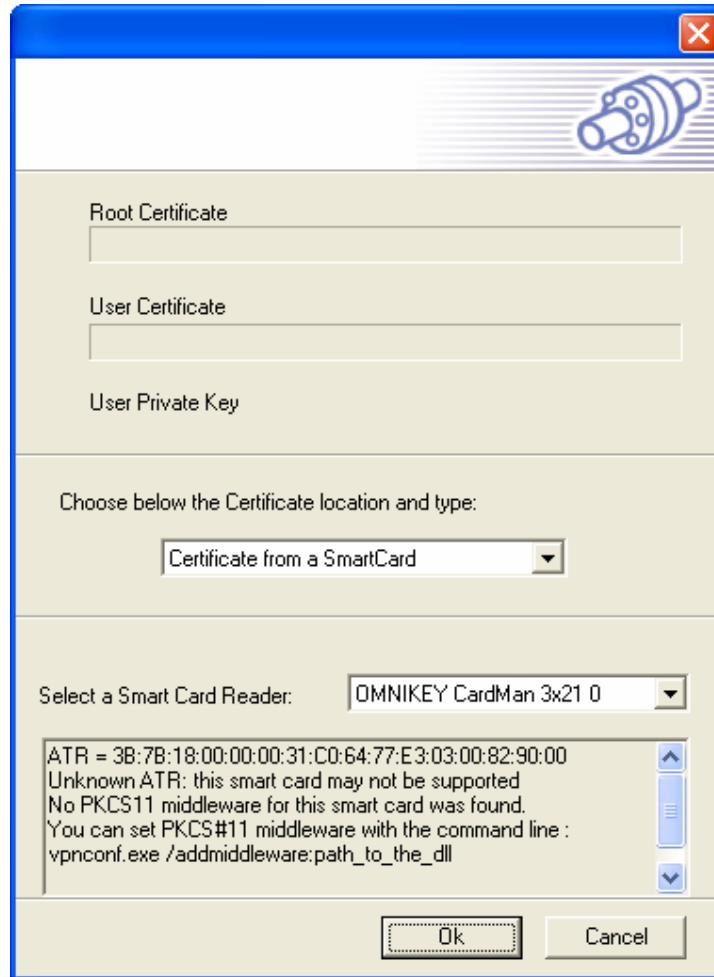 Root Certificate
User Certificate
User Private Key
Choose below the Certificate location and type:
Certificate from a SmartCard
Select a Smart Card Reader:
OMNIKEY CardMan 3x21 0
ATR = 3B:7B:18:00:00:00:31:C0:64:77:E3:03:00:82:90:00
Unknown ATR: this smart card may not be supported
No PKCS11 middleware for this smart card was found.
You can set PKCS#11 middleware with the command line :
vpnconf.exe /addmiddleware:path_to_the_dll
Ok
Cancel